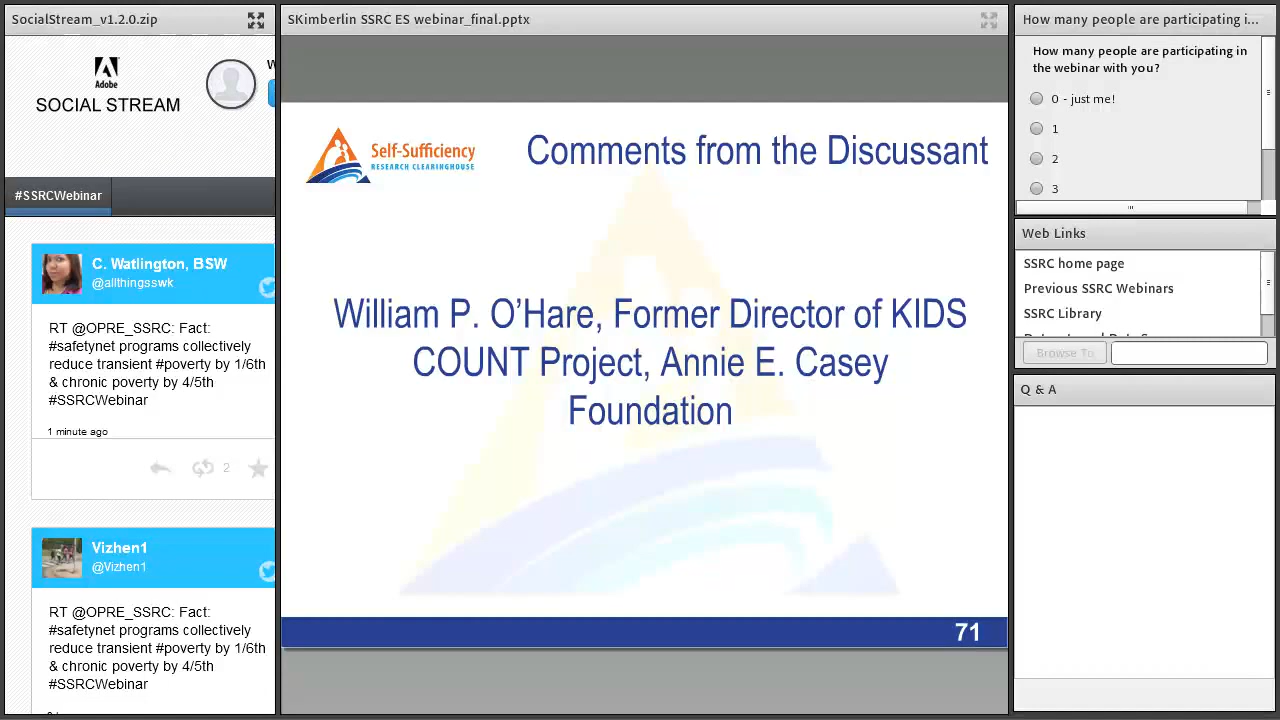 SocialStream_v1.2.0.zip
Adobe
SOCIAL STREAM
W
#SSRCWebinar
C. Watlington, BSW
@allthingsswk
RT @OPRE_SSRC: Fact:
#safetynet programs collectively
reduce transient #poverty by 1/6th
& chronic poverty by 4/5th
#SSRCWebinar
1 minute ago
2
Vizhen1
@Vizhen1
RT @OPRE_SSRC: Fact:
#safetynet programs collectively
reduce transient #poverty by 1/6th
& chronic poverty by 4/5th
#SSRCWebinar
SKimberlin SSRC ES webinar_final.pptx
Self-Sufficiency
RESEARCH CLEARINGHOUSE
Comments from the Discussant
William P. O'Hare, Former Director of KIDS
COUNT Project, Annie E. Casey
Foundation
71
How many people are participating i...
How many people are participating in
the webinar with you?
0 - just me!
1
2
3
Web Links
SSRC home page
Previous SSRC Webinars
SSRC Library
Browse To
Q & A